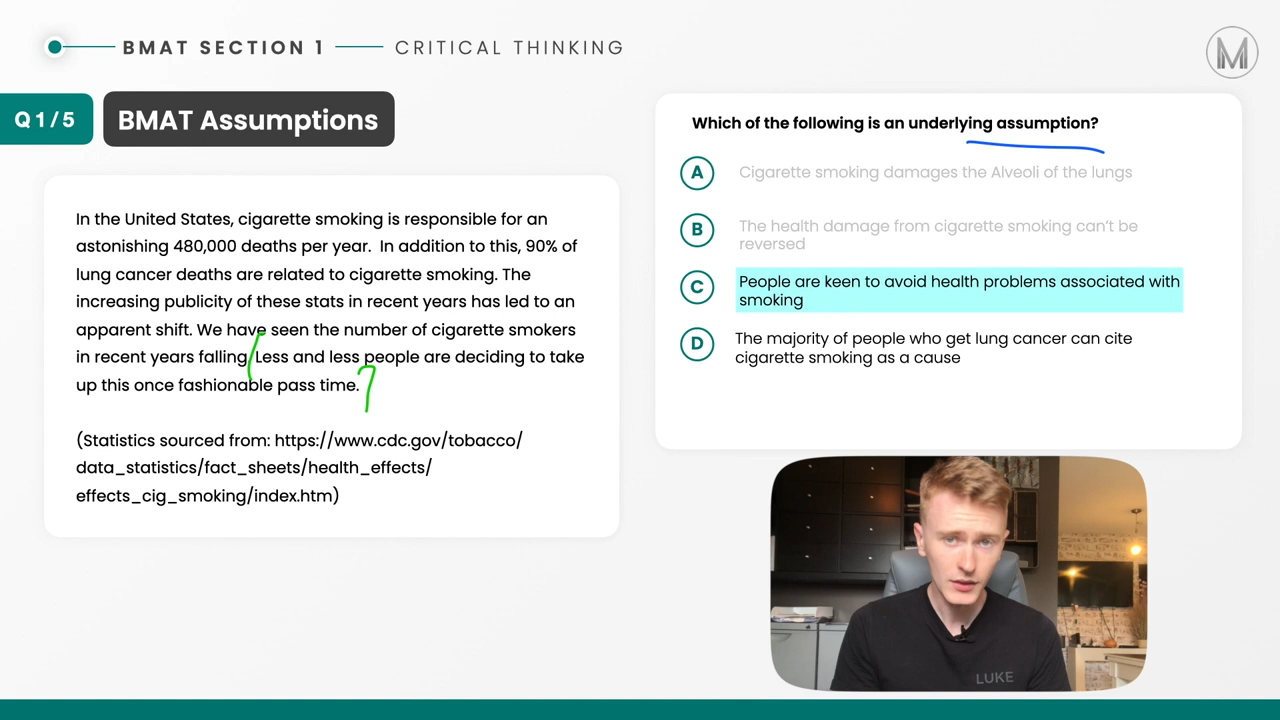 BMAT SECTION 1 CRITICAL THINKING
M
Q 1 / 5
BMAT Assumptions
In the United States, cigarette smoking is responsible for an
astonishing 480,000 deaths per year. In addition to this, 90% of
lung cancer deaths are related to cigarette smoking. The
increasing publicity of these stats in recent years has led to an
apparent shift. We have seen the number of cigarette smokers
in recent years falling. Less and less people are deciding to take
up this once fashionable pass time.
(Statistics sourced from: https://www.cdc.gov/tobacco/
data_statistics/fact_sheets/health_effects/
effects_cig_smoking/index.htm)
Which of the following is an underlying assumption?
A Cigarette smoking damages the Alveoli of the lungs
B The health damage from cigarette smoking can't be
reversed
C People are keen to avoid health problems associated with
smoking
D The majority of people who get lung cancer can cite
cigarette smoking as a cause
LUKE